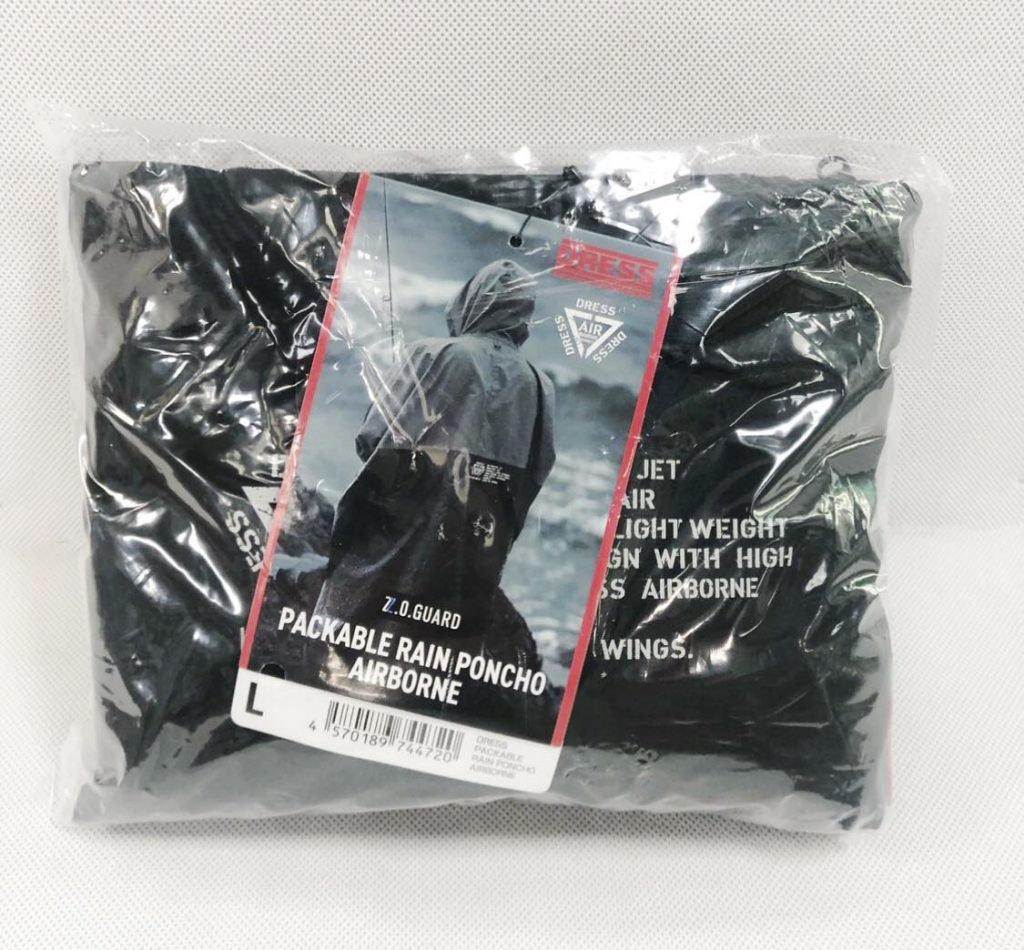 DRESS
DRESS
DRESS AIR DRESS
JET
AIR
LIGHT WEIGHT
GN WITH HIGH
SS AIRBORNE
WINGS.
Z.O.GUARD
PACKABLE RAIN PONCHO
AIRBORNE
L
4 570189 744720
DRESS
PACKABLE
RAIN PONCHO
AIRBORNE